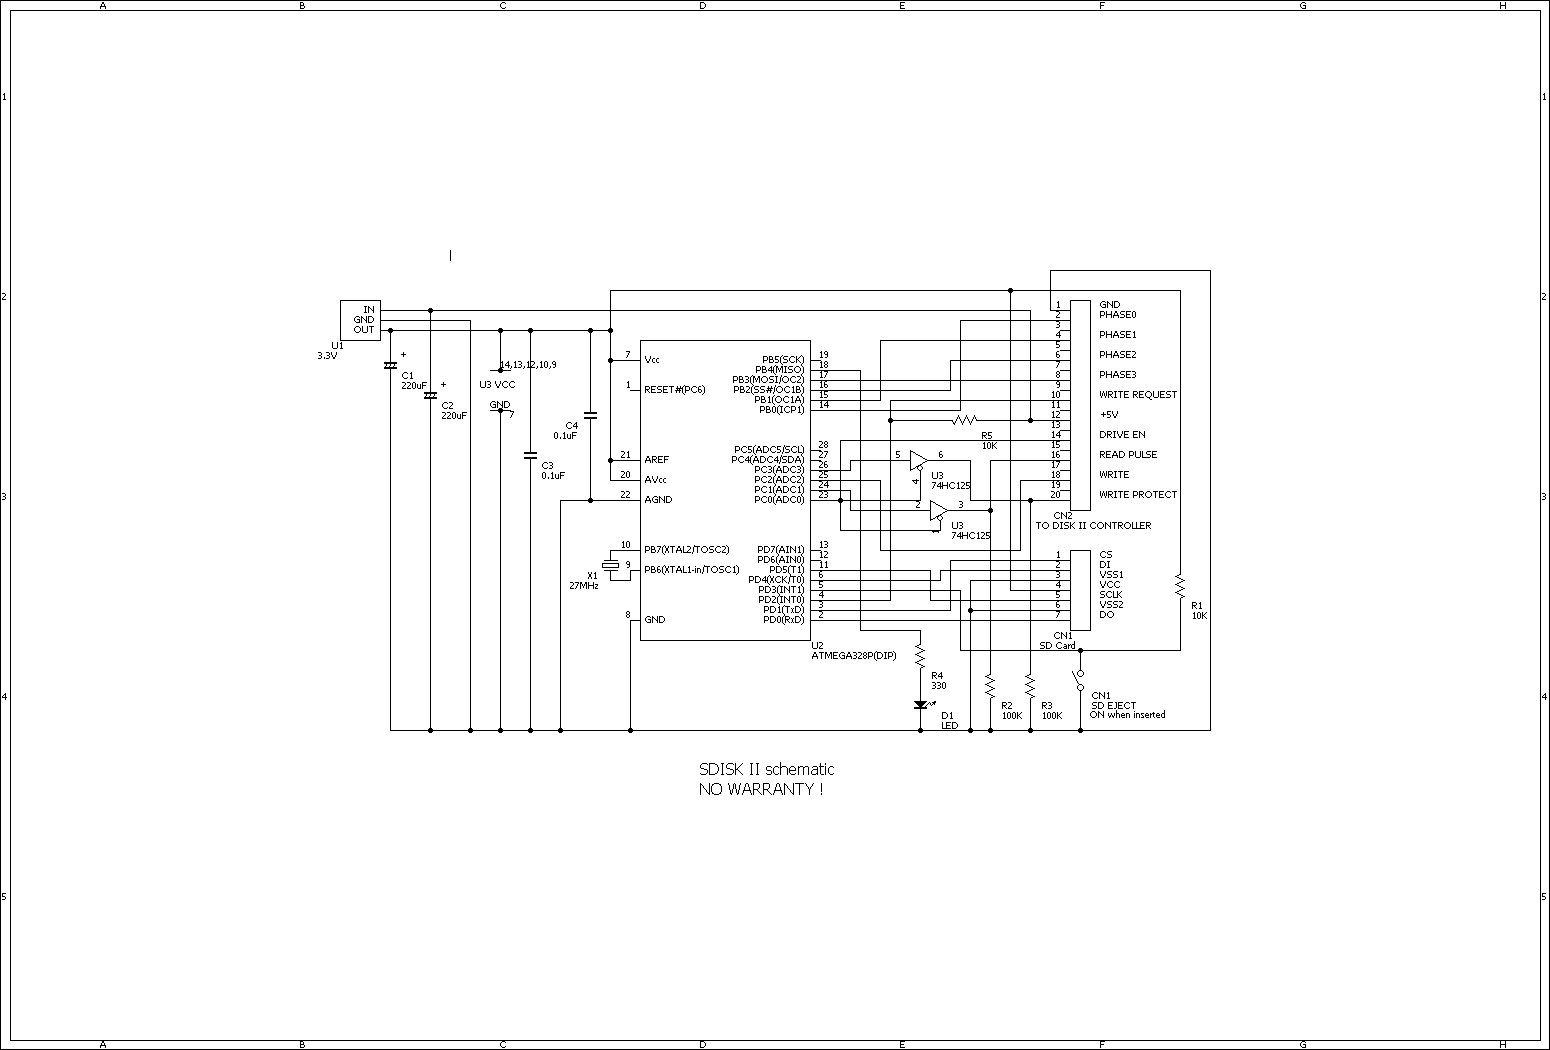 A B C D E F G H
1 1
2 2
3 3
4 4
5 5
A B C D E F G H
IN
GND
OUT
U1
3.3V
+
C1
220uF
+
C2
220uF
14,13,12,10,9
U3 VCC
GND
7
C3
0.1uF
C4
0.1uF
7 Vcc
1 RESET#(PC6)
21 AREF
20 AVcc
22 AGND
10 PB7(XTAL2/TOSC2)
9 PB6(XTAL1-in/TOSC1)
8 GND
X1
27MHz
PB5(SCK) 19
PB4(MISO) 18
PB3(MOSI/OC2) 17
PB2(SS#/OC1B) 16
PB1(OC1A) 15
PB0(ICP1) 14
PC5(ADC5/SCL) 28
PC4(ADC4/SDA) 27
PC3(ADC3) 26
PC2(ADC2) 25
PC1(ADC1) 24
PC0(ADC0) 23
PD7(AIN1) 13
PD6(AIN0) 12
PD5(T1) 11
PD4(XCK/T0) 6
PD3(INT1) 5
PD2(INT0) 4
PD1(TxD) 3
PD0(RxD) 2
U2
ATMEGA328P(DIP)
5 6
4
U3
74HC125
2 3
1
U3
74HC125
R5
10K
1 GND
2 PHASE0
3
4 PHASE1
5
6 PHASE2
7
8 PHASE3
9
10 WRITE REQUEST
11
12 +5V
13
14 DRIVE EN
15
16 READ PULSE
17
18 WRITE
19
20 WRITE PROTECT
CN2
TO DISK II CONTROLLER
1 CS
2 DI
3 VSS1
4 VCC
5 SCLK
6 VSS2
7 DO
CN1
SD Card
R1
10K
R4
330
D1
LED
R2
100K
R3
100K
CN1
SD EJECT
ON when inserted
SDISK II schematic
NO WARRANTY !